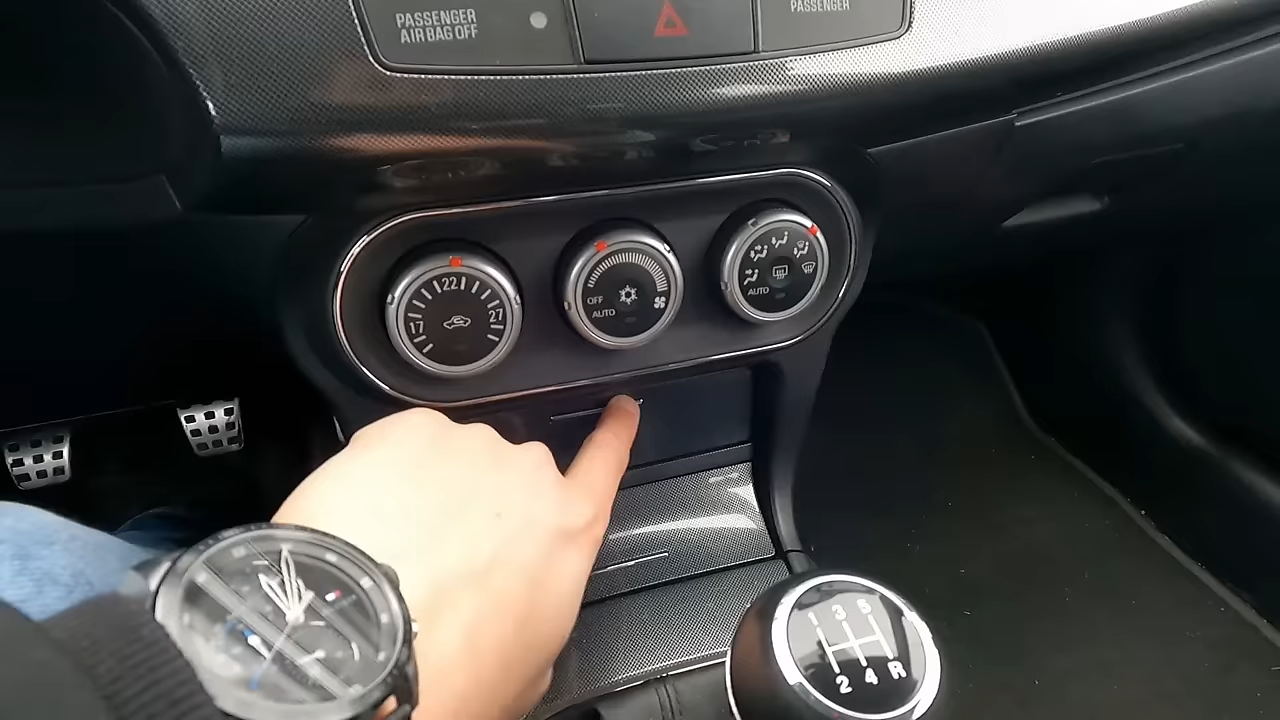 PASSENGER
AIR BAG OFF
PASSENGER
22
17
27
OFF
AUTO
AUTO
1 3 5
2 4 R